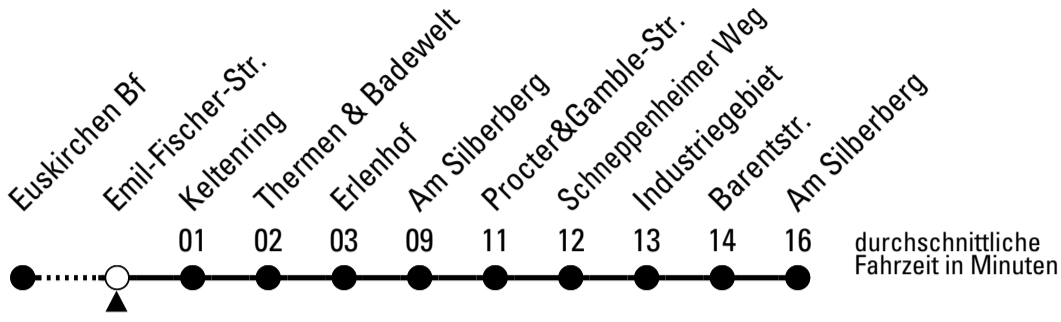 Euskirchen Bf
Emil-Fischer-Str.
Keltenring
Thermen & Badewelt
Erlenhof
Am Silberberg
Procter&Gamble-Str.
Schneppenheimer Weg
Industriegebiet
Barentstr.
Am Silberberg
01 02 03 09 11 12 13 14 16
durchschnittliche
Fahrzeit in Minuten